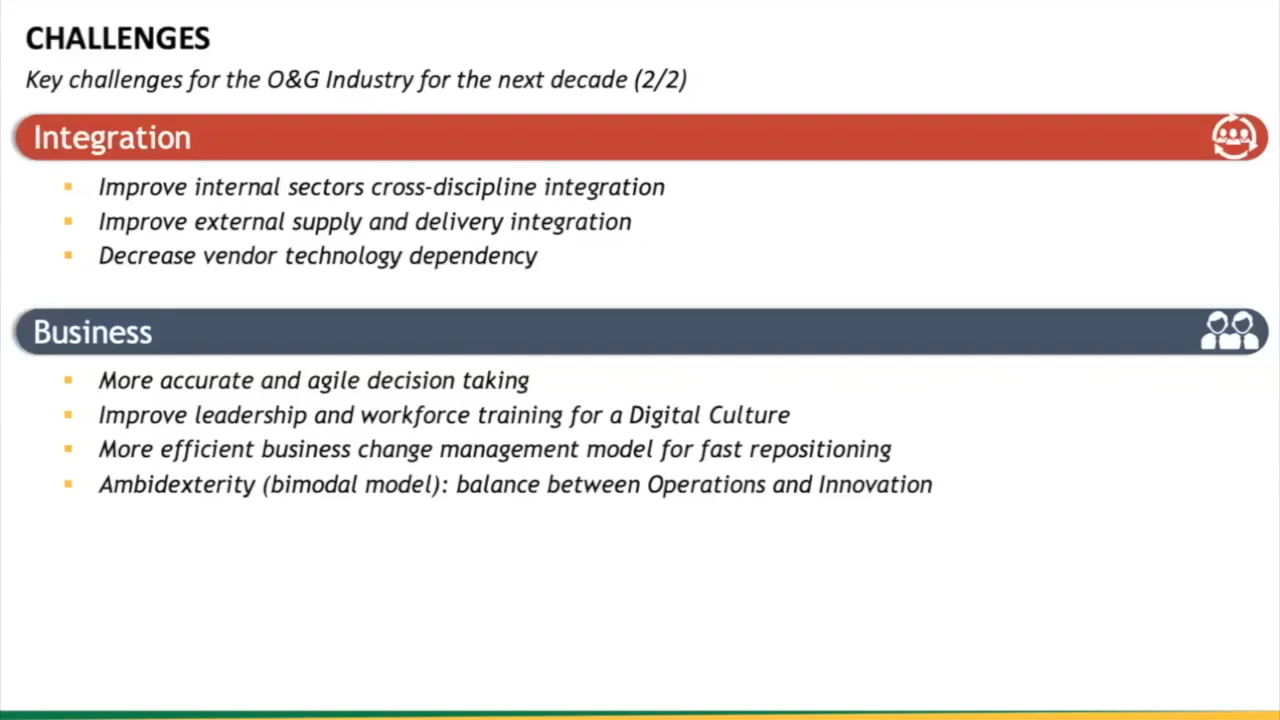 CHALLENGES
Key challenges for the O&G Industry for the next decade (2/2)
Integration
▪ Improve internal sectors cross-discipline integration
▪ Improve external supply and delivery integration
▪ Decrease vendor technology dependency
Business
▪ More accurate and agile decision taking
▪ Improve leadership and workforce training for a Digital Culture
▪ More efficient business change management model for fast repositioning
▪ Ambidexterity (bimodal model): balance between Operations and Innovation